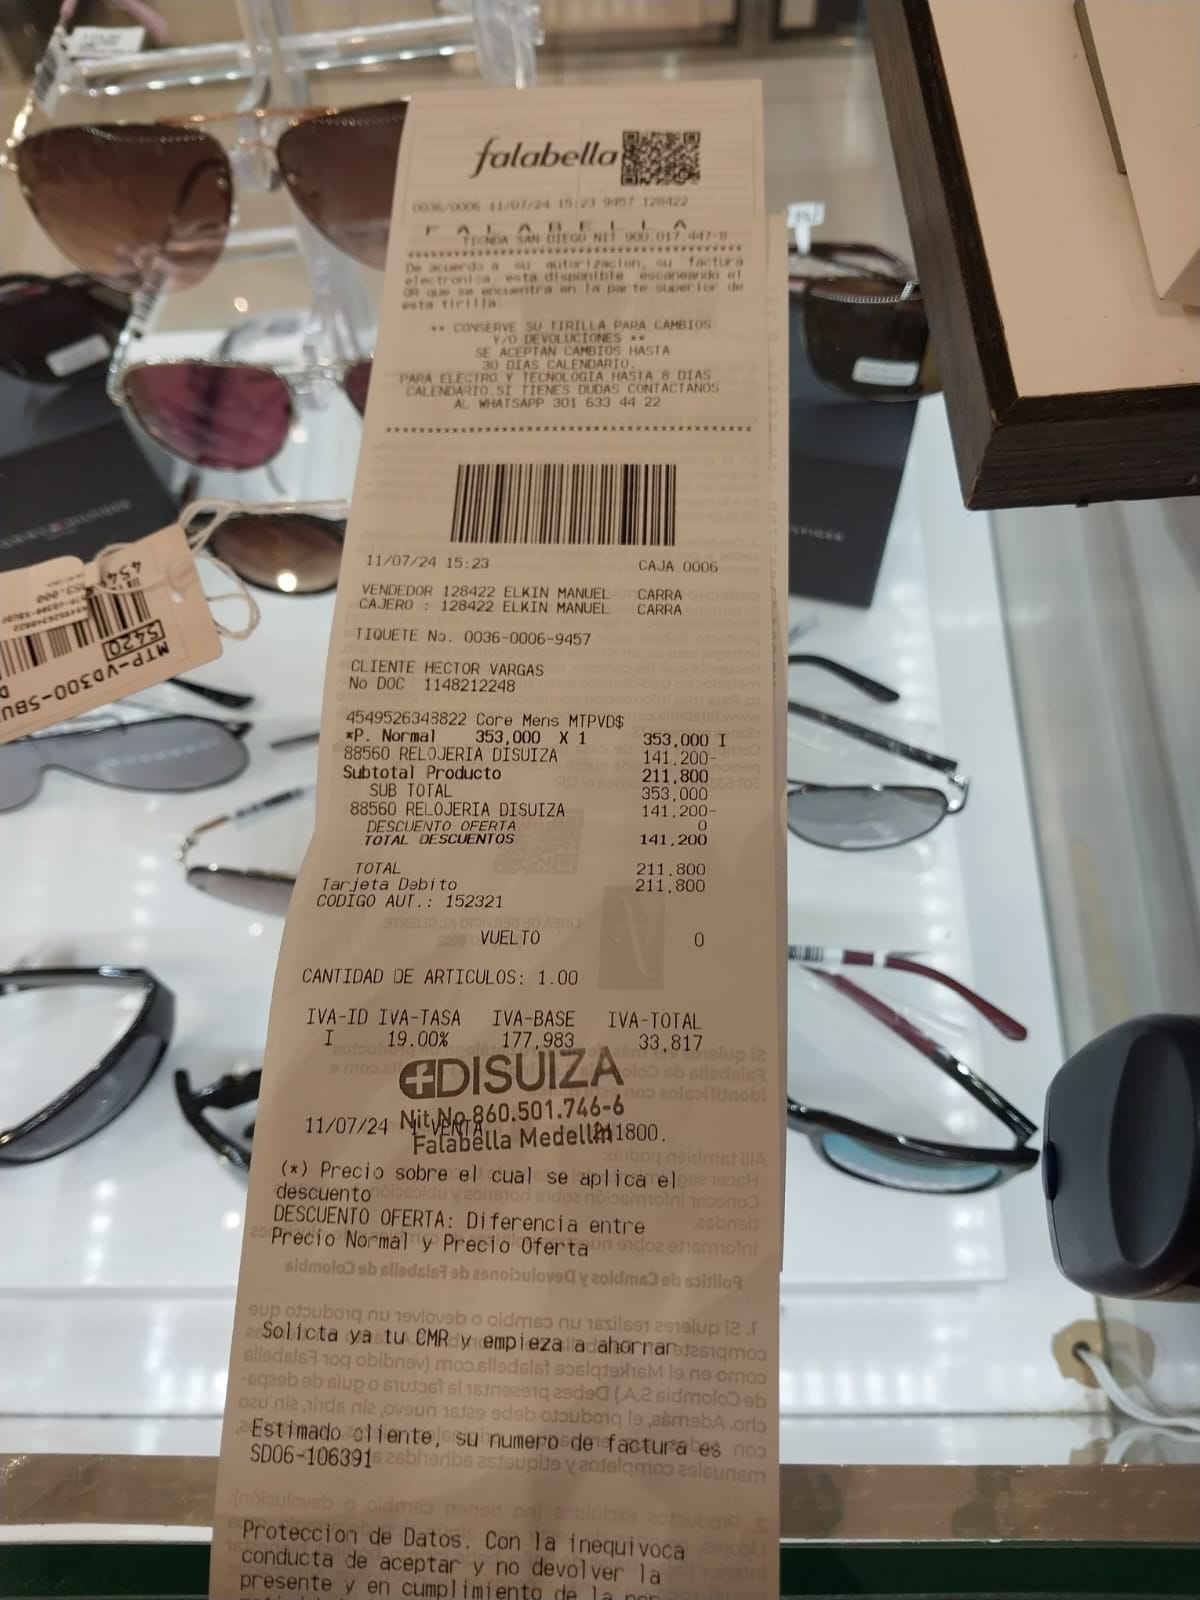 falabella
0036/0006 11/07/24 15:23 9457 128422
F A L A B E L L A
TIENDA SAN DIEGO NIT 900.017.447-8
De acuerdo a su autorizacion, su factura
electronica esta disponible escaneando el
QR que se encuentra en la parte superior de
esta tirilla.
** CONSERVE SU TIRILLA PARA CAMBIOS
Y/O DEVOLUCIONES **
SE ACEPTAN CAMBIOS HASTA
30 DIAS CALENDARIO.
PARA ELECTRO Y TECNOLOGIA HASTA 8 DIAS
CALENDARIO.SI TIENES DUDAS CONTACTANOS
AL WHATSAPP 301 633 44 22
11/07/24 15:23 CAJA 0006
VENDEDOR 128422 ELKIN MANUEL CARRA
CAJERO : 128422 ELKIN MANUEL CARRA
TIQUETE No. 0036-0006-9457
CLIENTE HECTOR VARGAS
No DOC 1148212248
4549526348822 Core Mens MTPVD$
*P. Normal 353,000 X 1 353,000 I
88560 RELOJERIA DISUIZA 141,200-
Subtotal Producto 211,800
SUB TOTAL 353,000
88560 RELOJERIA DISUIZA 141,200-
DESCUENTO OFERTA 0
TOTAL DESCUENTOS 141,200
TOTAL 211,800
Tarjeta Debito 211,800
CODIGO AUT.: 152321
VUELTO 0
CANTIDAD DE ARTICULOS: 1.00
IVA-ID IVA-TASA IVA-BASE IVA-TOTAL
I 19.00% 177,983 33,817
DISUIZA
Nit.No 860.501.746-6
11/07/24 1 VENTA 211800.
Falabella Medellin
(*) Precio sobre el cual se aplica el
descuento
DESCUENTO OFERTA: Diferencia entre
Precio Normal y Precio Oferta
Solicta ya tu CMR y empieza a ahorrar
Estimado cliente, su numero de factura es
SD06-106391
Proteccion de Datos. Con la inequivoca
conducta de aceptar y no devolver la
presente y en cumplimiento de la
5420
MTP-VD300-5BU